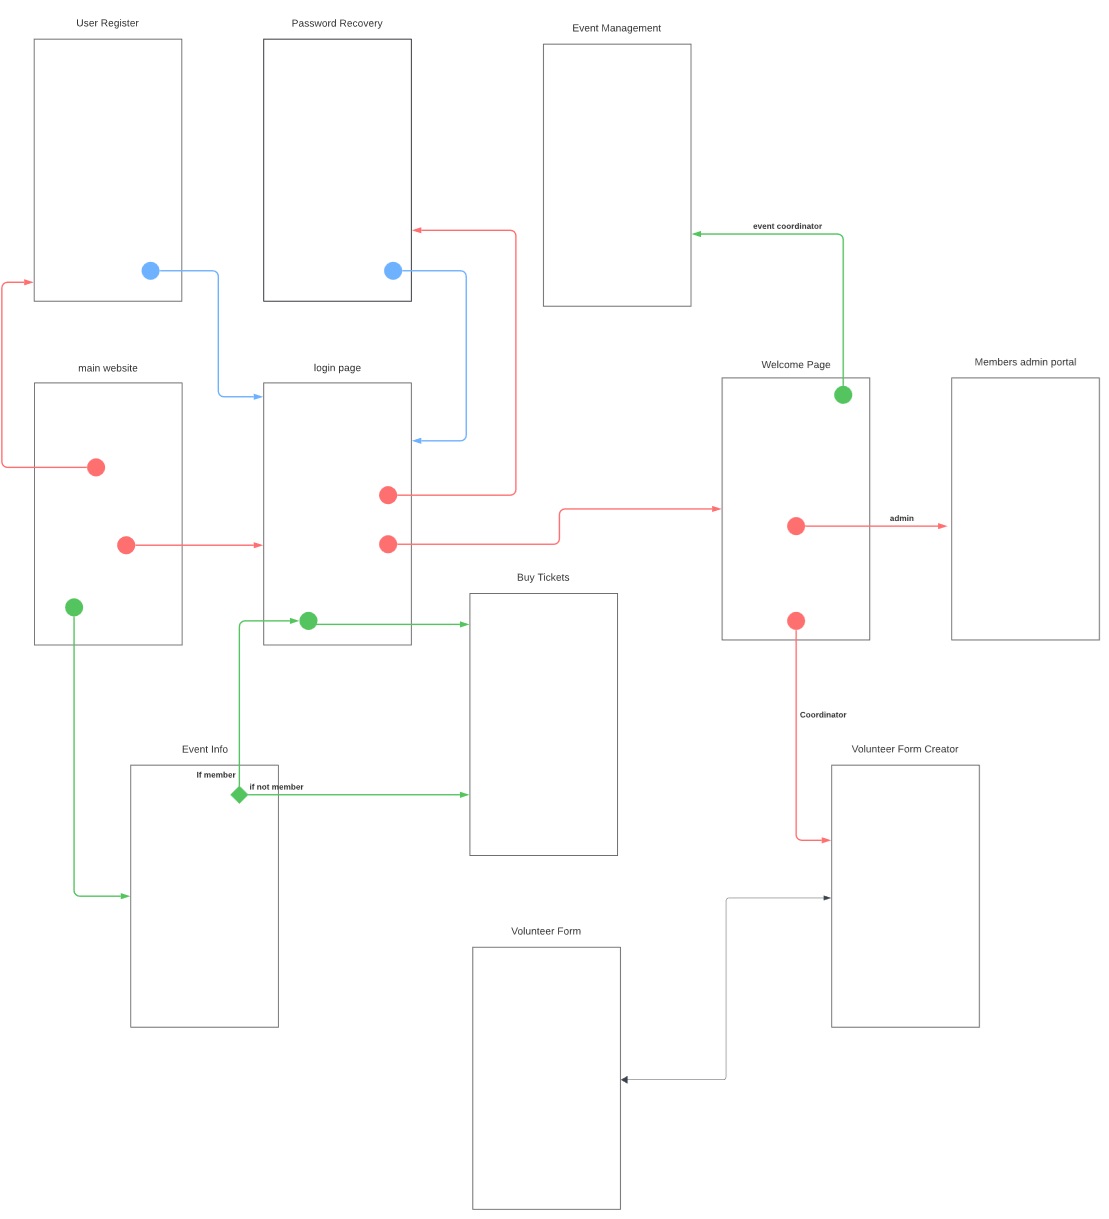 User Register
Password Recovery
Event Management
event coordinator
main website
login page
Welcome Page
Members admin portal
admin
Buy Tickets
Coordinator
Event Info
If member
if not member
Volunteer Form Creator
Volunteer Form